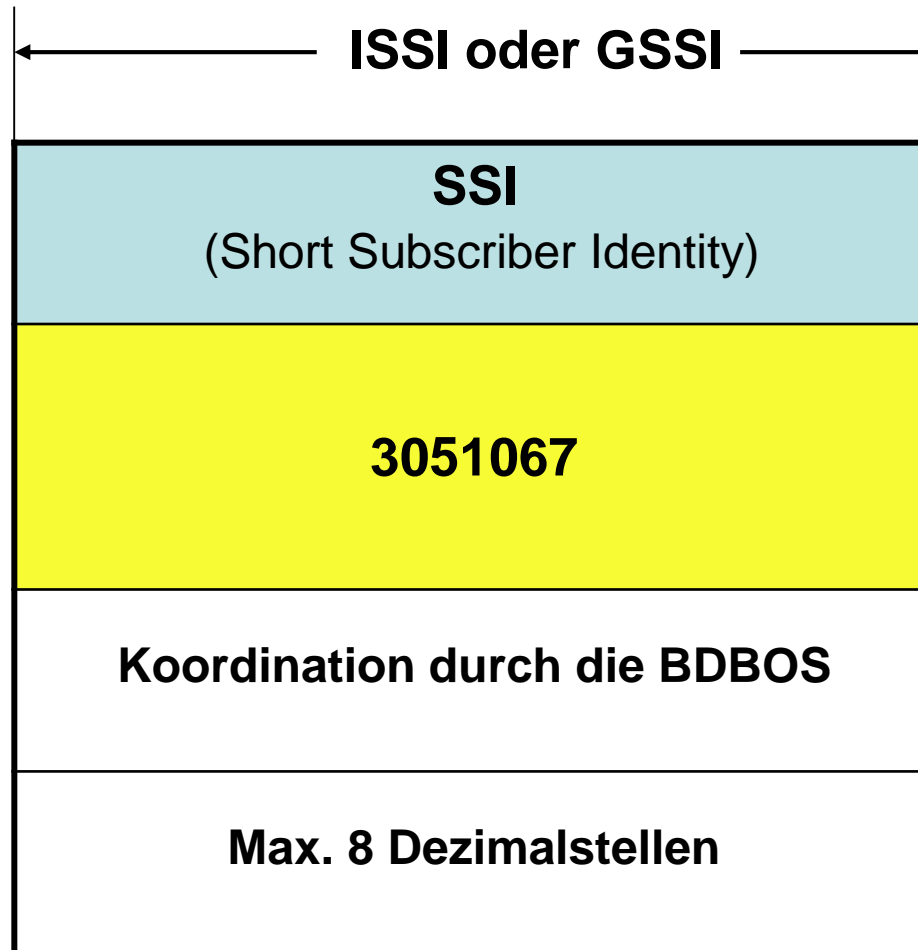 ISSI oder GSSI
SSI
(Short Subscriber Identity)
3051067
Koordination durch die BDBOS
Max. 8 Dezimalstellen